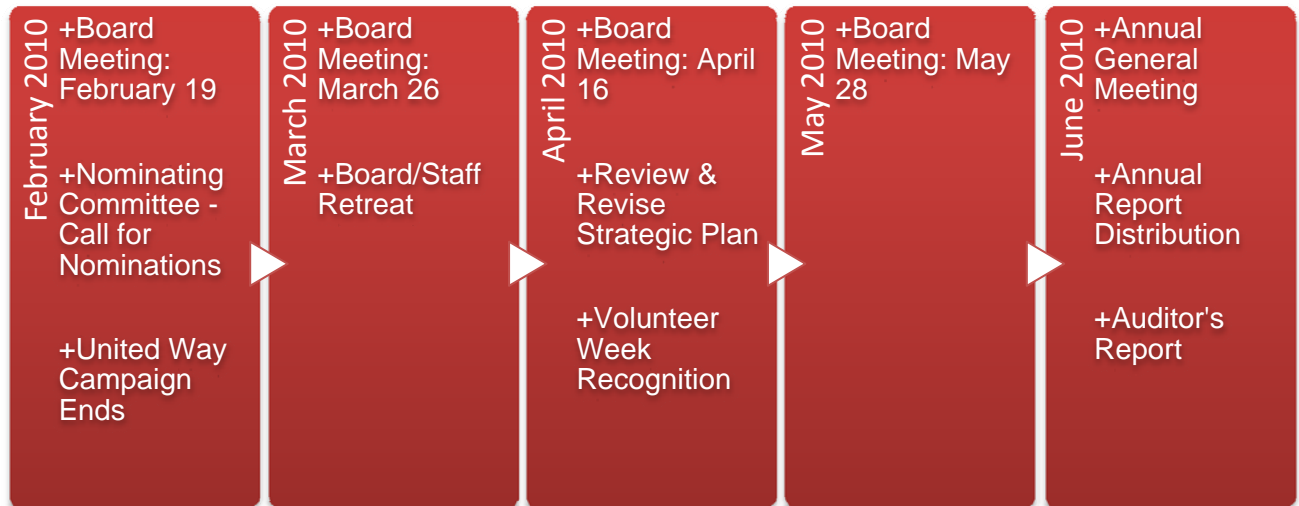 February 2010
+Board
Meeting:
February 19
+Nominating
Committee -
Call for
Nominations
+United Way
Campaign
Ends
March 2010
+Board
Meeting:
March 26
+Board/Staff
Retreat
April 2010
+Board
Meeting: April
16
+Review &
Revise
Strategic Plan
+Volunteer
Week
Recognition
May 2010
+Board
Meeting: May
28
June 2010
+Annual
General
Meeting
+Annual
Report
Distribution
+Auditor's
Report